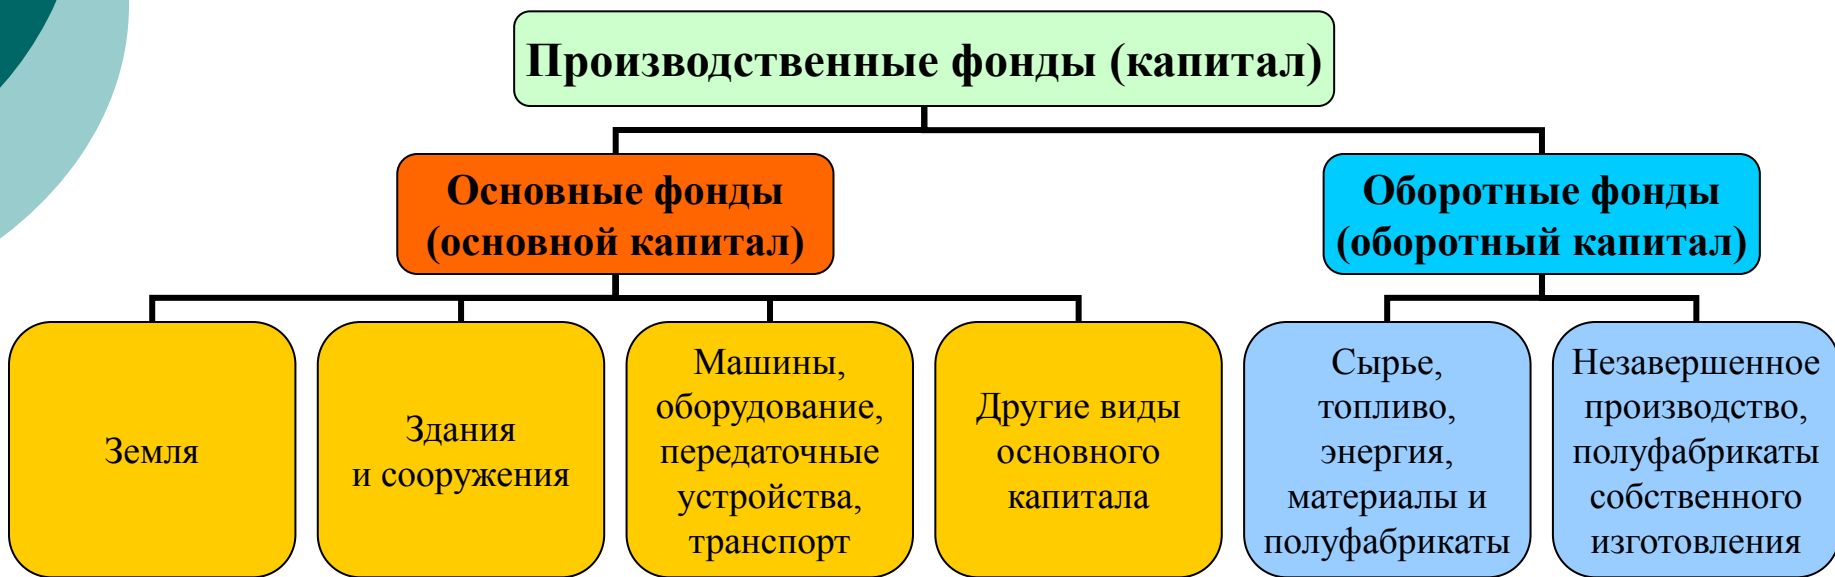 Производственные фонды (капитал)
Основные фонды
(основной капитал)
Оборотные фонды
(оборотный капитал)
Земля
Здания
и сооружения
Машины,
оборудование,
передаточные
устройства,
транспорт
Другие виды
основного
капитала
Сырье,
топливо,
энергия,
материалы и
полуфабрикаты
Незавершенное
производство,
полуфабрикаты
собственного
изготовления